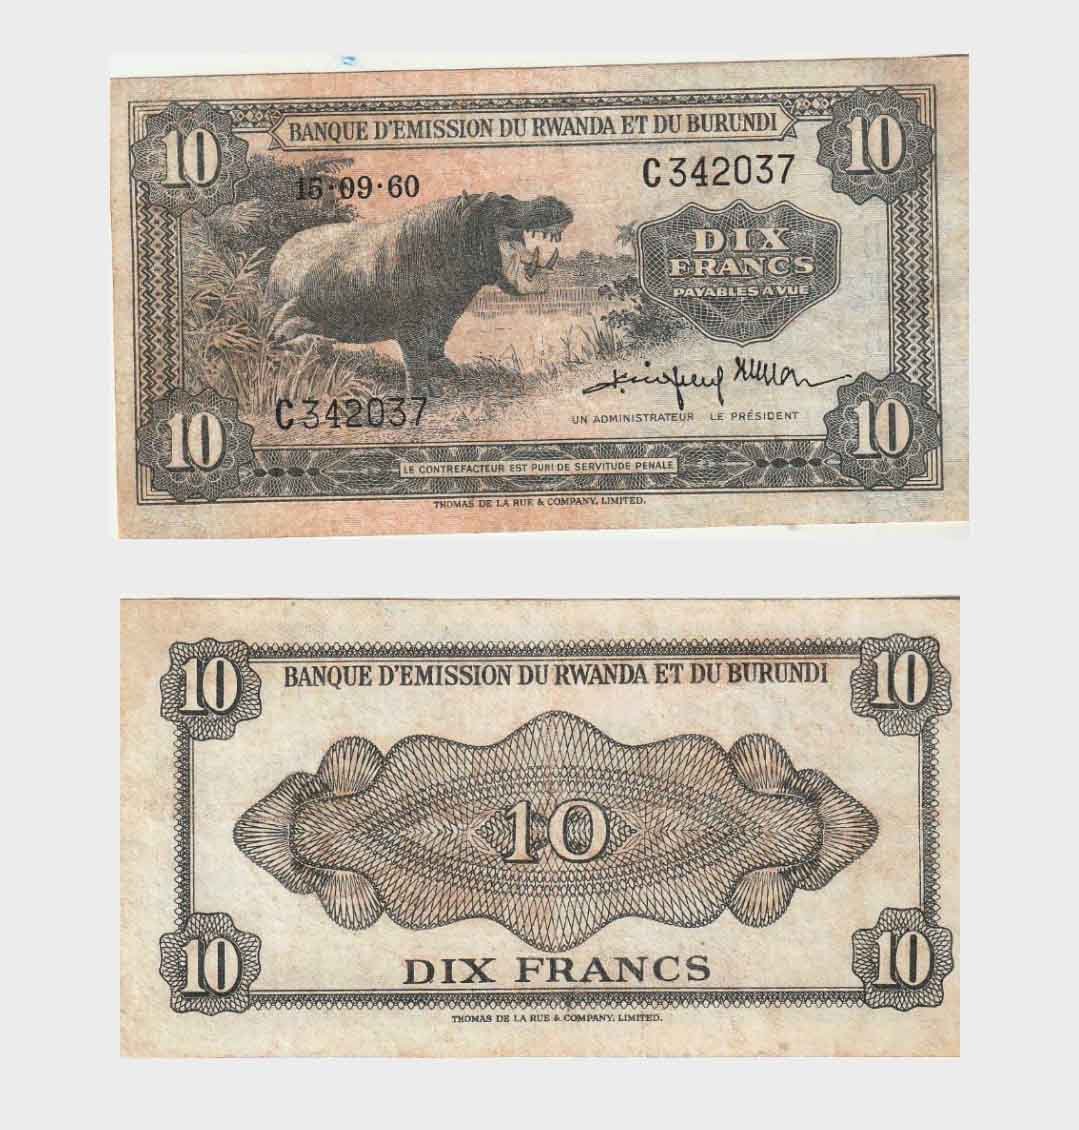 10
BANQUE D'EMISSION DU RWANDA ET DU BURUNDI
10
15·09·60
C342037
DIX
FRANCS
PAYABLES A VUE
C342037
UN ADMINISTRATEUR LE PRÉSIDENT
10
LE CONTREFACTEUR EST PUNI DE SERVITUDE PENALE
10
THOMAS DE LA RUE & COMPANY, LIMITED.
10
BANQUE D'EMISSION DU RWANDA ET DU BURUNDI
10
10
10
DIX FRANCS
10
THOMAS DE LA RUE & COMPANY, LIMITED.